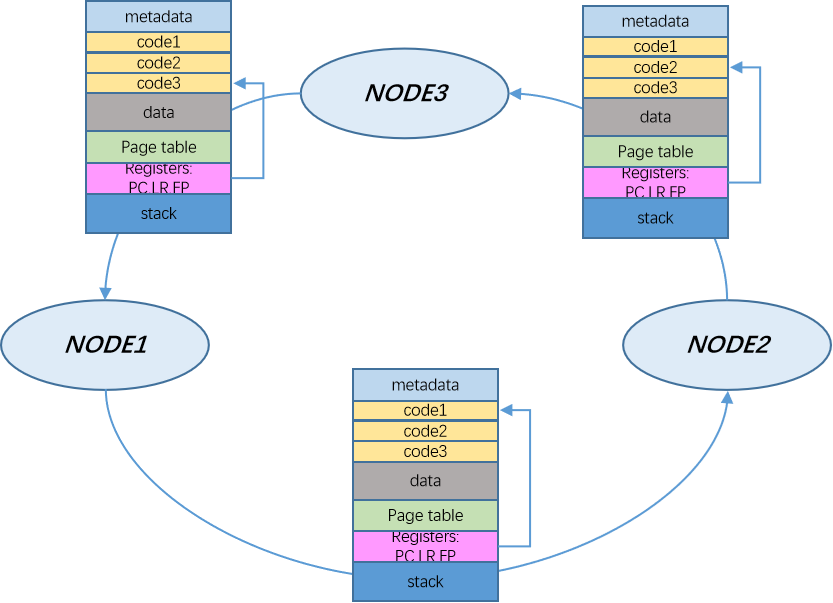 metadata
code1
code2
code3
data
Page table
Registers:
PC LR FP
stack
NODE3
metadata
code1
code2
code3
data
Page table
Registers:
PC LR FP
stack
NODE1
NODE2
metadata
code1
code2
code3
data
Page table
Registers:
PC LR FP
stack